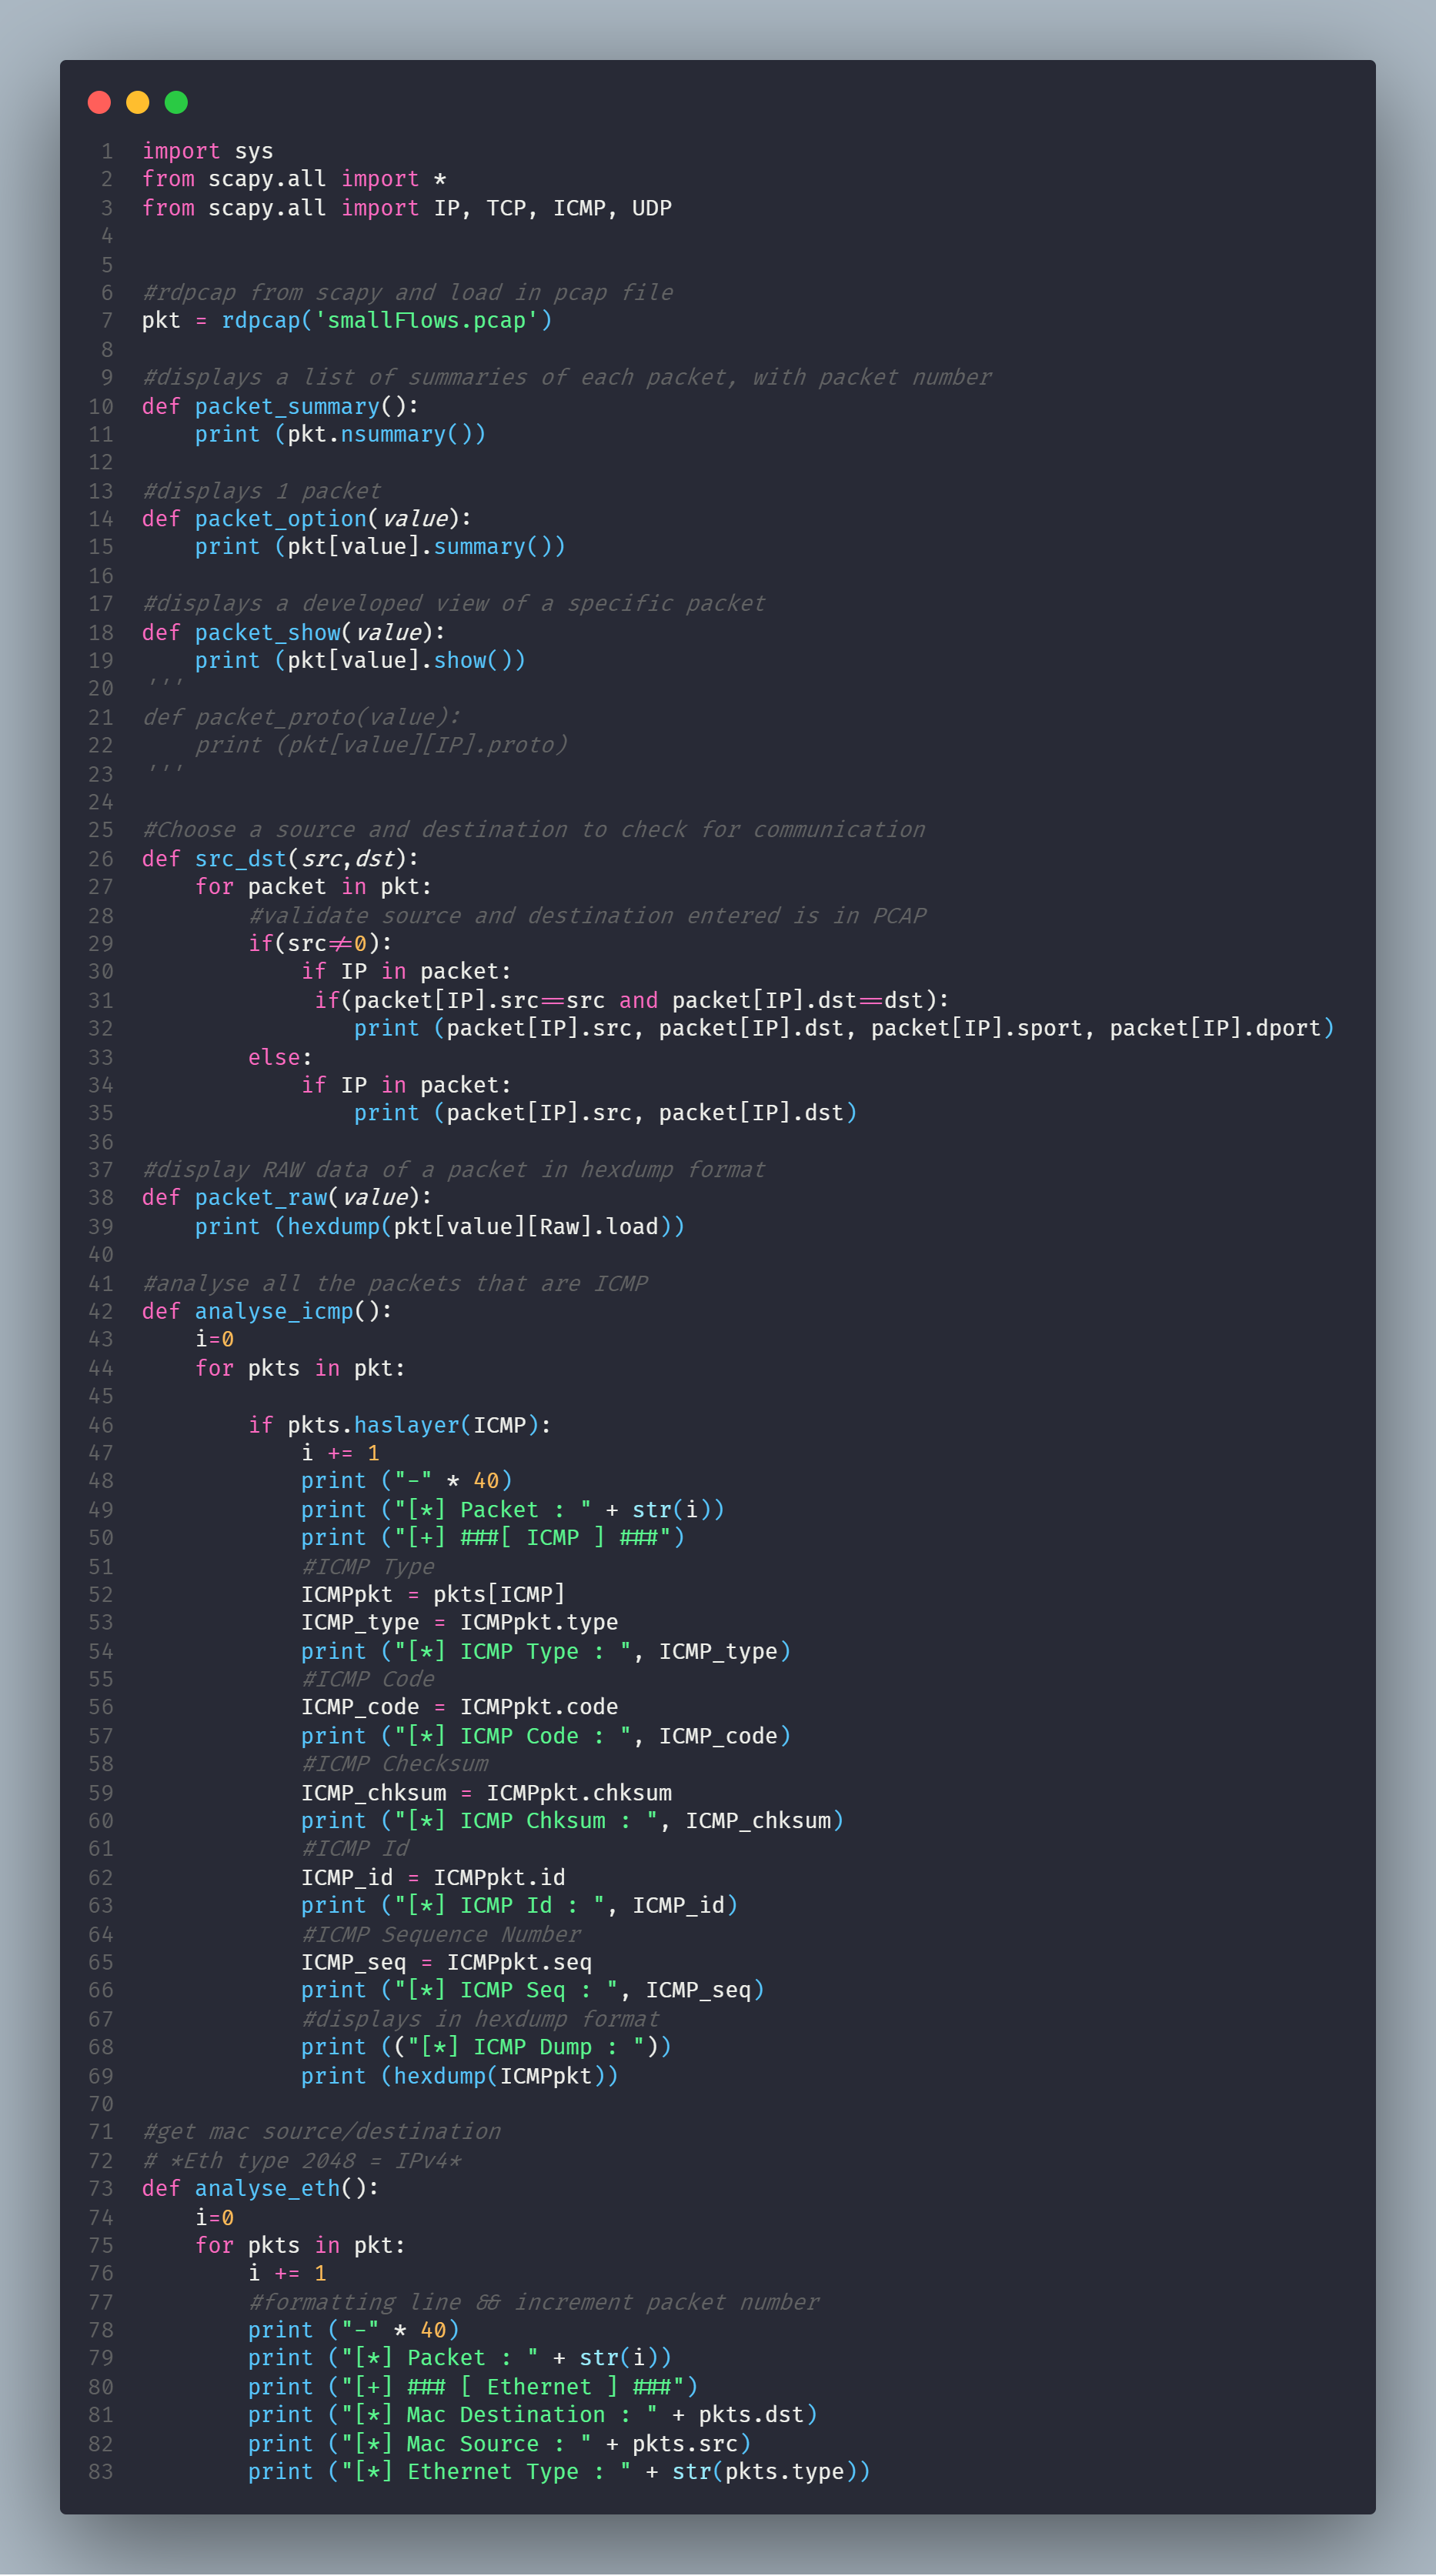 1 import sys
2 from scapy.all import *
3 from scapy.all import IP, TCP, ICMP, UDP
4
5
6 #rdpcap from scapy and load in pcap file
7 pkt = rdpcap('smallFlows.pcap')
8
9 #displays a list of summaries of each packet, with packet number
10 def packet_summary():
11     print (pkt.nsummary())
12
13 #displays 1 packet
14 def packet_option(value):
15     print (pkt[value].summary())
16
17 #displays a developed view of a specific packet
18 def packet_show(value):
19     print (pkt[value].show())
20 '''
21 def packet_proto(value):
22     print (pkt[value][IP].proto)
23 '''
24
25 #Choose a source and destination to check for communication
26 def src_dst(src,dst):
27     for packet in pkt:
28         #validate source and destination entered is in PCAP
29         if(src!=0):
30             if IP in packet:
31              if(packet[IP].src==src and packet[IP].dst==dst):
32                 print (packet[IP].src, packet[IP].dst, packet[IP].sport, packet[IP].dport)
33         else:
34             if IP in packet:
35                 print (packet[IP].src, packet[IP].dst)
36
37 #display RAW data of a packet in hexdump format
38 def packet_raw(value):
39     print (hexdump(pkt[value][Raw].load))
40
41 #analyse all the packets that are ICMP
42 def analyse_icmp():
43     i=0
44     for pkts in pkt:
45
46         if pkts.haslayer(ICMP):
47             i += 1
48             print ("-" * 40)
49             print ("[*] Packet : " + str(i))
50             print ("[+] ###[ ICMP ] ###")
51             #ICMP Type
52             ICMPpkt = pkts[ICMP]
53             ICMP_type = ICMPpkt.type
54             print ("[*] ICMP Type : ", ICMP_type)
55             #ICMP Code
56             ICMP_code = ICMPpkt.code
57             print ("[*] ICMP Code : ", ICMP_code)
58             #ICMP Checksum
59             ICMP_chksum = ICMPpkt.chksum
60             print ("[*] ICMP Chksum : ", ICMP_chksum)
61             #ICMP Id
62             ICMP_id = ICMPpkt.id
63             print ("[*] ICMP Id : ", ICMP_id)
64             #ICMP Sequence Number
65             ICMP_seq = ICMPpkt.seq
66             print ("[*] ICMP Seq : ", ICMP_seq)
67             #displays in hexdump format
68             print (("[*] ICMP Dump : "))
69             print (hexdump(ICMPpkt))
70
71 #get mac source/destination
72 # *Eth type 2048 = IPv4*
73 def analyse_eth():
74     i=0
75     for pkts in pkt:
76         i += 1
77         #formatting line && increment packet number
78         print ("-" * 40)
79         print ("[*] Packet : " + str(i))
80         print ("[+] ### [ Ethernet ] ###")
81         print ("[*] Mac Destination : " + pkts.dst)
82         print ("[*] Mac Source : " + pkts.src)
83         print ("[*] Ethernet Type : " + str(pkts.type))